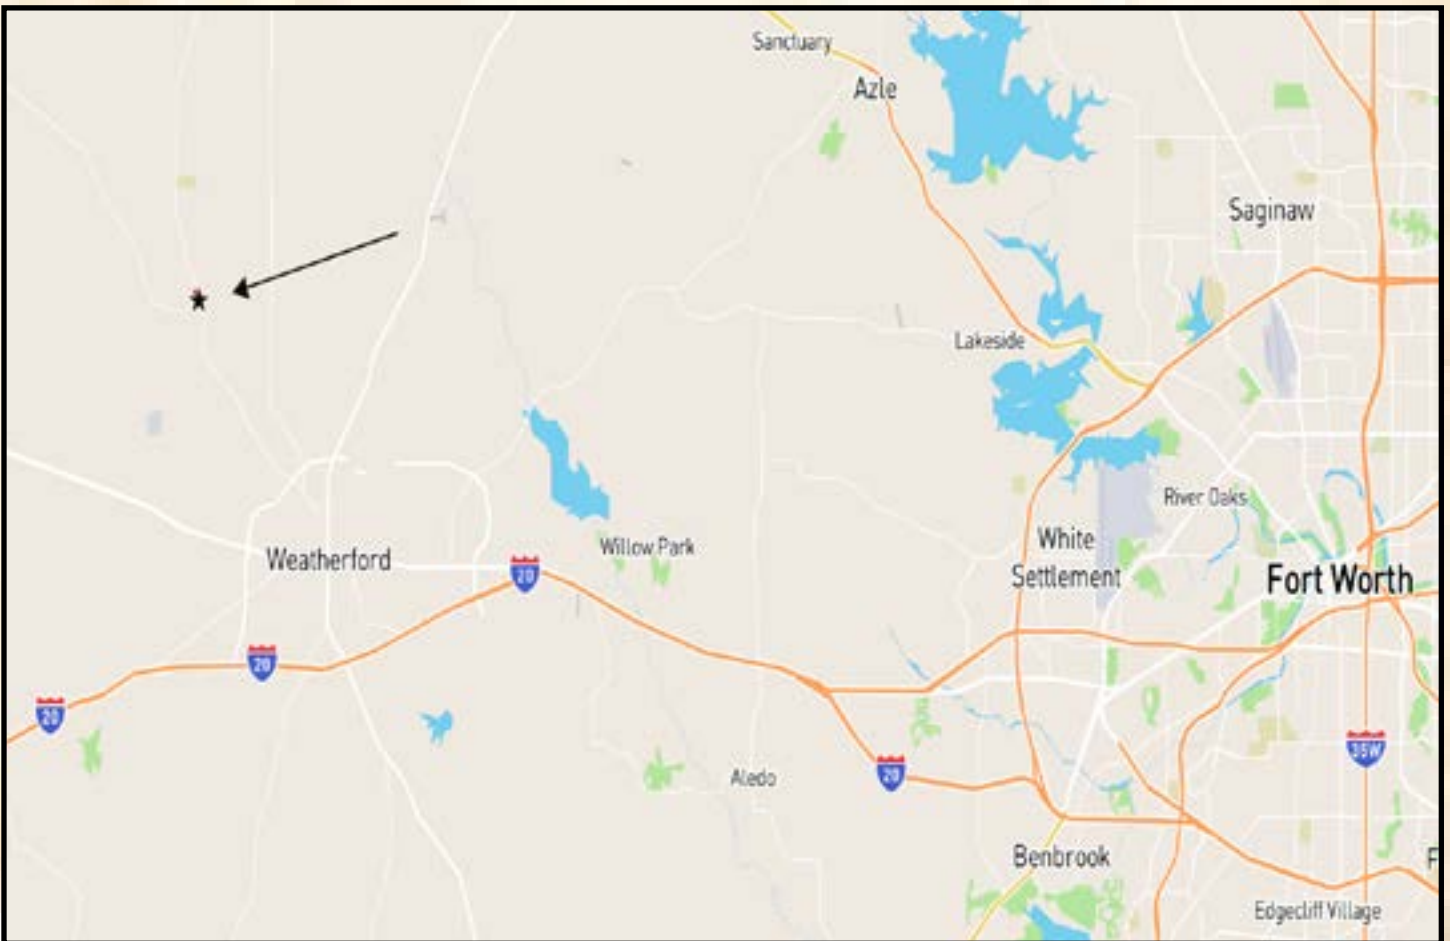 Sanctuary
Azle
Saginaw
Lakeside
River Oaks
White
Settlement
Fort Worth
Weatherford
Willow Park
20
20
20
Aledo
20
35W
Benbrook
F
Edgecliff Village